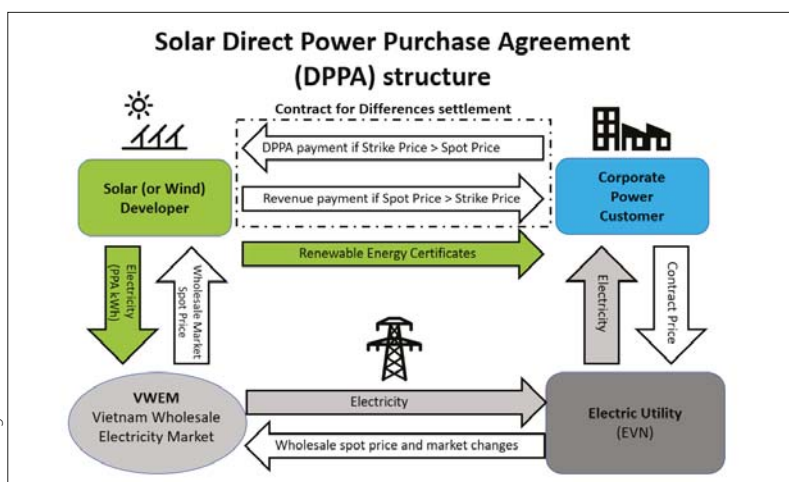 Solar Direct Power Purchase Agreement
(DPPA) structure
Contract for Differences settlement
DPPA payment if Strike Price > Spot Price
Solar (or Wind)
Developer
Revenue payment if Spot Price > Strike Price
Corporate
Power
Customer
Renewable Energy Certificates
Electricity
(PPA kWh)
Wholesale Market
Spot Price
Electricity
Contract Price
VWEM
Vietnam Wholesale
Electricity Market
Electricity
Electric Utility
(EVN)
Wholesale spot price and market changes